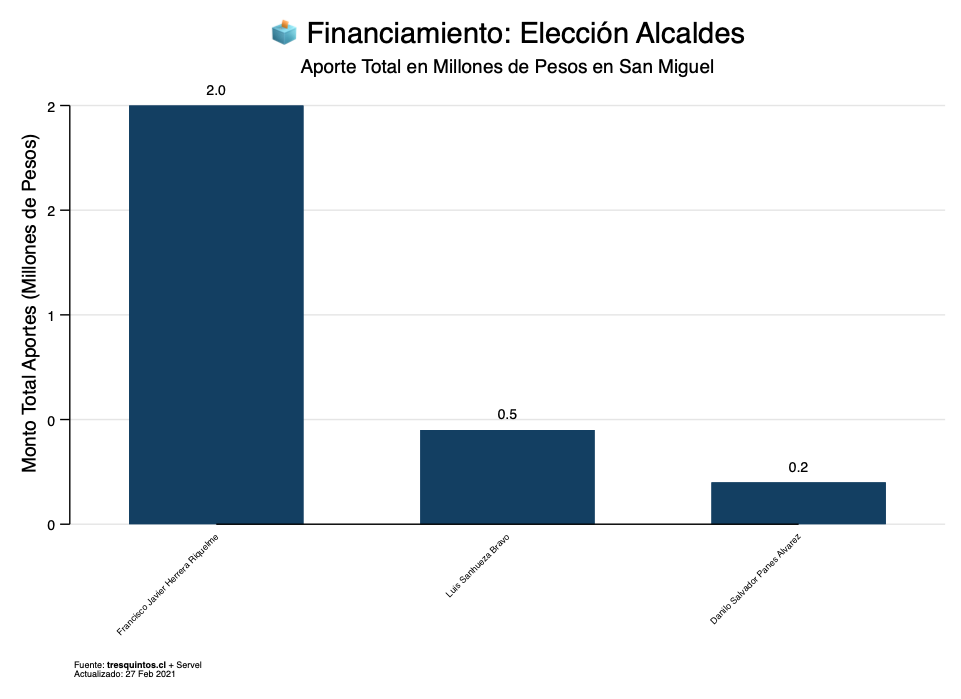 🗳️ Financiamiento: Elección Alcaldes
Aporte Total en Millones de Pesos en San Miguel
Monto Total Aportes (Millones de Pesos)
2
2
1
0
0
2.0
0.5
0.2
Francisco Javier Herrera Riquelme
Luis Sanhueza Bravo
Danilo Salvador Panes Alvarez
Fuente: tresquintos.cl + Servel
Actualizado: 27 Feb 2021